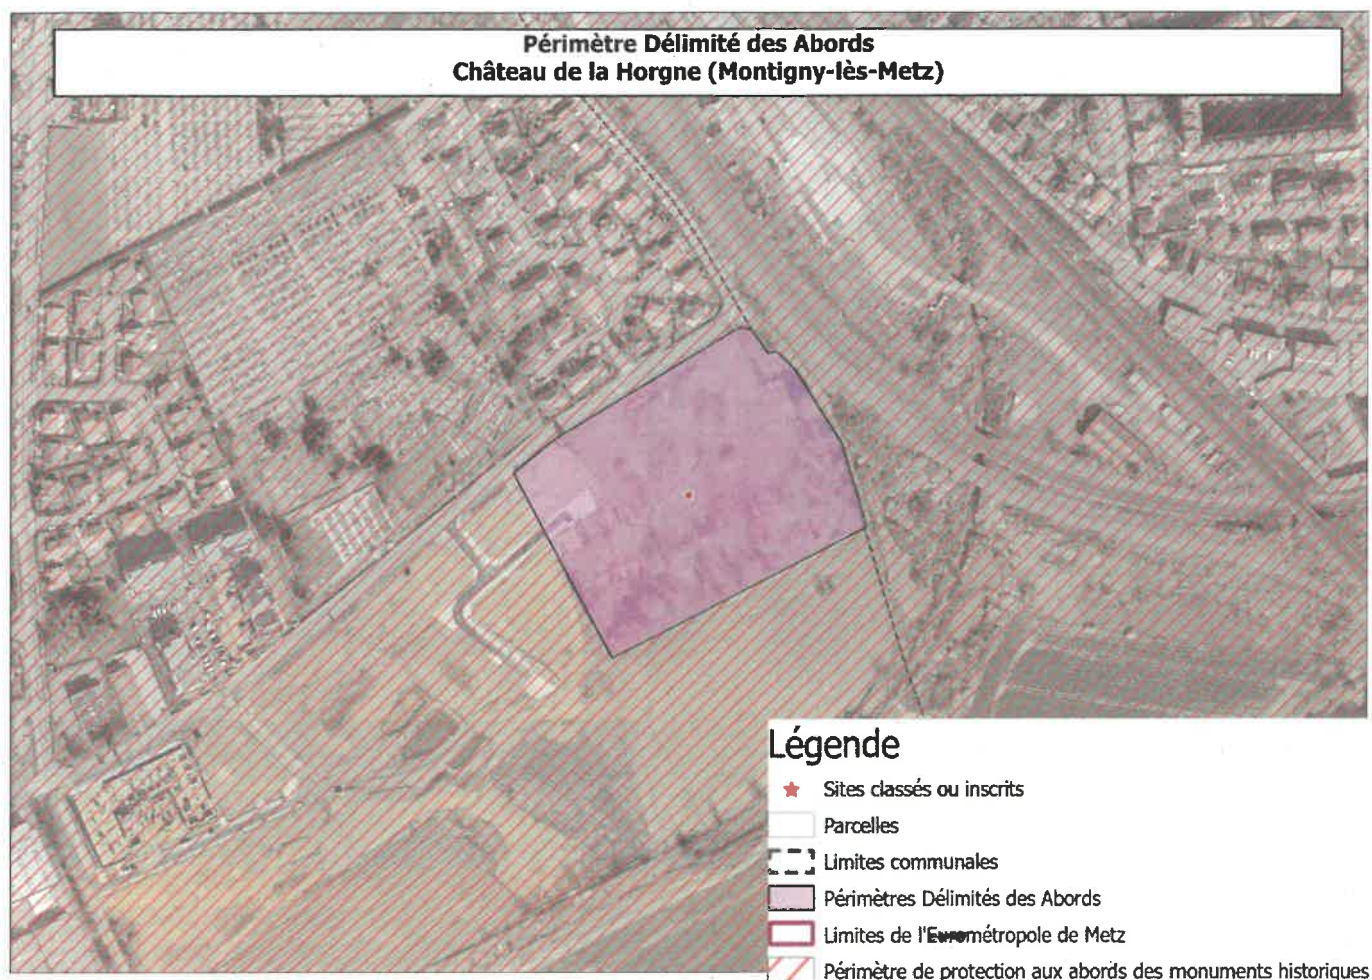 Périmètre Délimité des Abords
Château de la Horgne (Montigny-lès-Metz)
Légende
Sites classés ou inscrits
Parcelles
Limites communales
Périmètres Délimités des Abords
Limites de l'Eurométropole de Metz
Périmètre de protection aux abords des monuments historiques